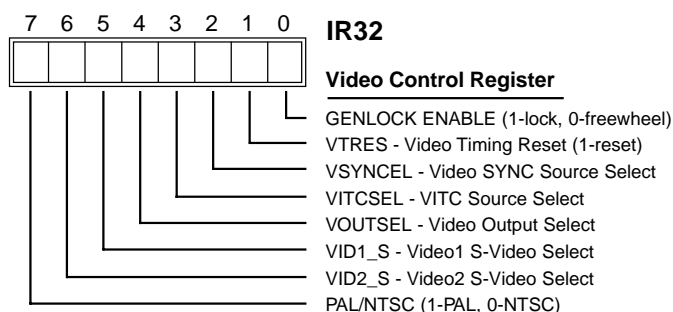 7 6 5 4 3 2 1 0
IR32
Video Control Register
GENLOCK ENABLE (1-lock, 0-freewheel)
VTRES - Video Timing Reset (1-reset)
VSYNCEL - Video SYNC Source Select
VITCSEL - VITC Source Select
VOUTSEL - Video Output Select
VID1_S - Video1 S-Video Select
VID2_S - Video2 S-Video Select
PAL/NTSC (1-PAL, 0-NTSC)